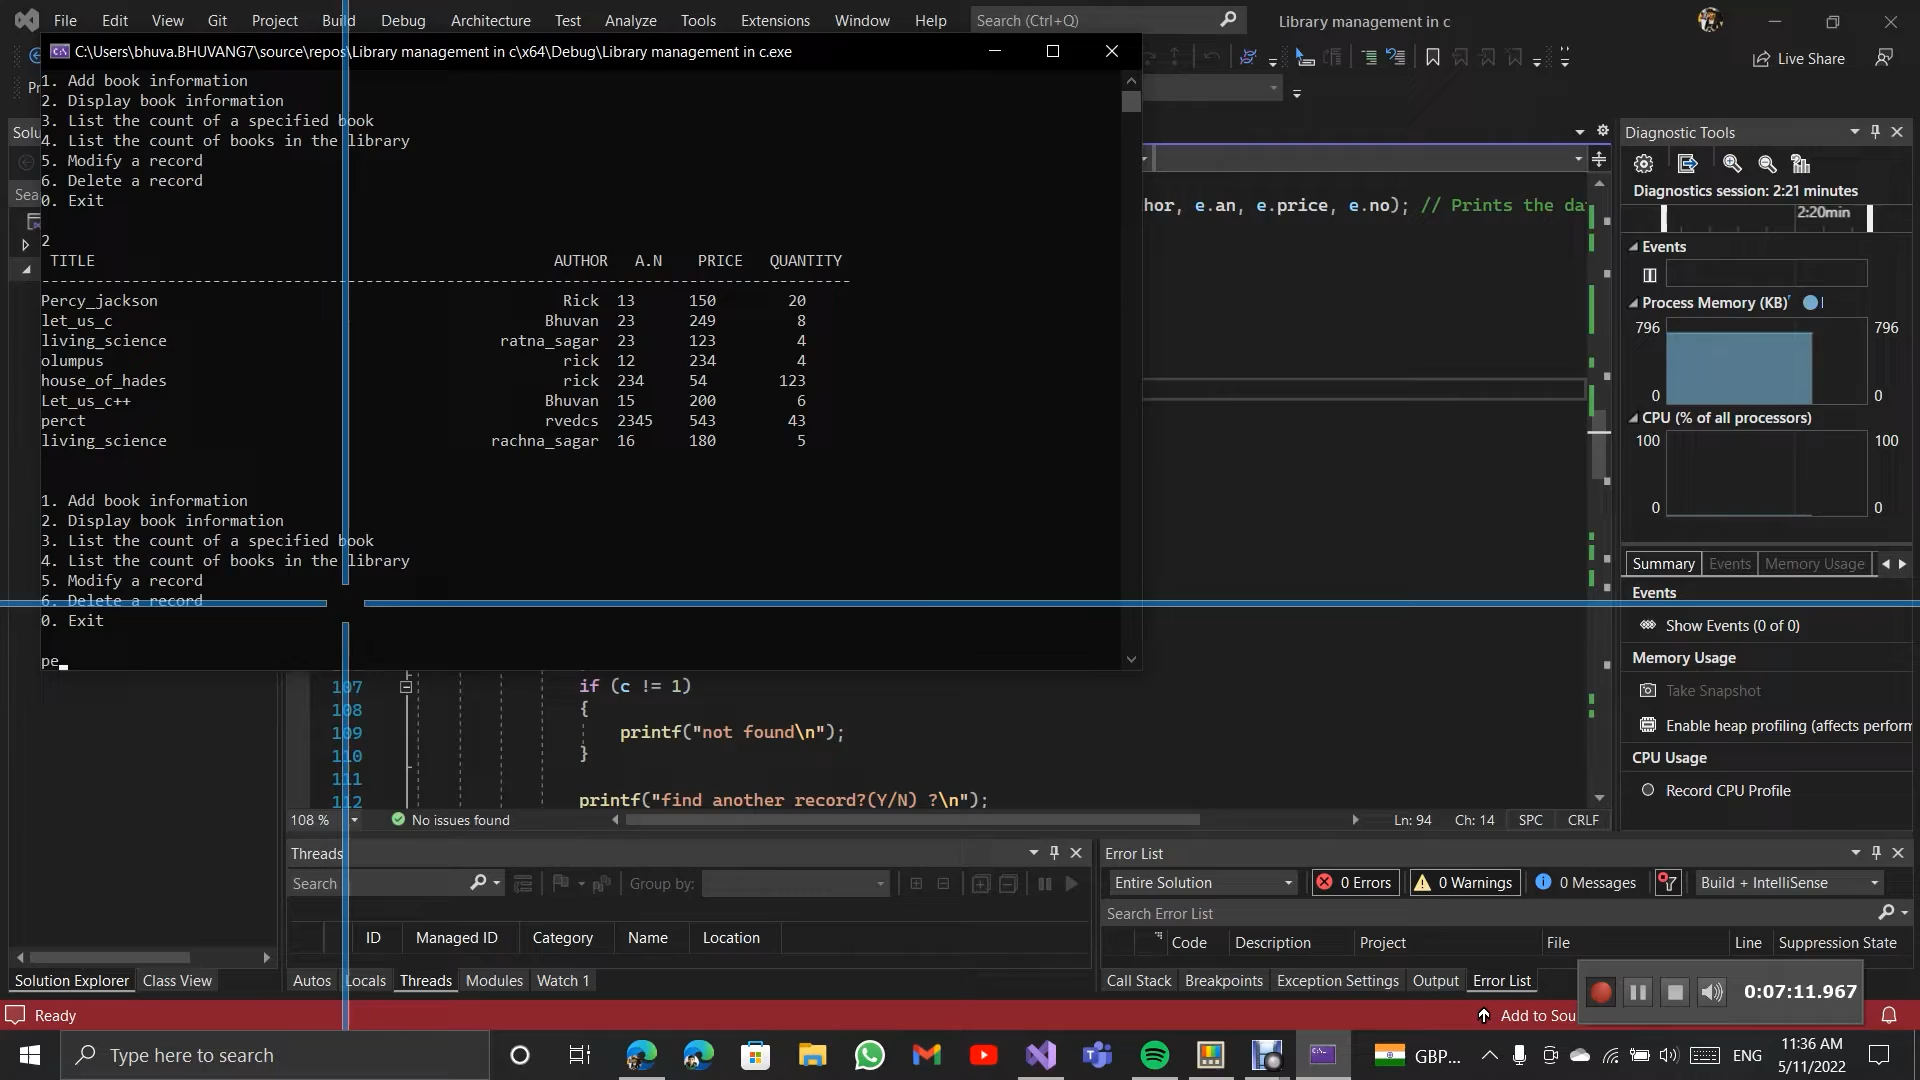 File Edit View Git Project Build Debug Architecture Test Analyze Tools Extensions Window Help Search (Ctrl+Q) Library management in c
C:\Users\bhuva.BHUVANG7\source\repos\Library management in c\x64\Debug\Library management in c.exe
Live Share
1. Add book information
2. Display book information
3. List the count of a specified book
4. List the count of books in the library
5. Modify a record
6. Delete a record
0. Exit
2
TITLE AUTHOR A.N PRICE QUANTITY
-----------------------------------------------------------------------------------------
Percy_jackson Rick 13 150 20
let_us_c Bhuvan 23 249 8
living_science ratna_sagar 23 123 4
olumpus rick 12 234 4
house_of_hades rick 234 54 123
Let_us_c++ Bhuvan 15 200 6
perct rvedcs 2345 543 43
living_science rachna_sagar 16 180 5
1. Add book information
2. Display book information
3. List the count of a specified book
4. List the count of books in the library
5. Modify a record
6. Delete a record
0. Exit
pe
Pr
Solu
Sea
hor, e.an, e.price, e.no); // Prints the da
107 if (c != 1)
108 {
109 printf("not found\n");
110 }
111
112 printf("find another record?(Y/N) ?\n");
108 % No issues found Ln: 94 Ch: 14 SPC CRLF
Diagnostic Tools
Diagnostics session: 2:21 minutes
2:20min
Events
Process Memory (KB)
796 796
0 0
CPU (% of all processors)
100 100
0 0
Summary Events Memory Usage
Events
Show Events (0 of 0)
Memory Usage
Take Snapshot
Enable heap profiling (affects perform
CPU Usage
Record CPU Profile
Threads
Search Group by:
ID Managed ID Category Name Location
Error List
Entire Solution 0 Errors 0 Warnings 0 Messages Build + IntelliSense
Search Error List
Code Description Project File Line Suppression State
Solution Explorer Class View Autos Locals Threads Modules Watch 1 Call Stack Breakpoints Exception Settings Output Error List
0:07:11.967
Ready Add to Sou
Type here to search GBP... ENG 11:36 AM
5/11/2022